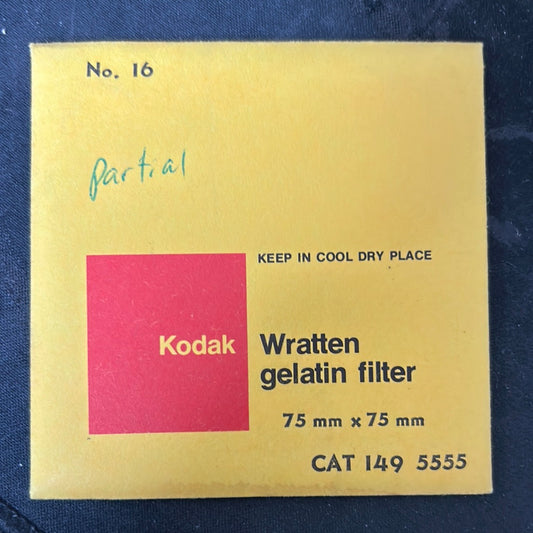 No. 16
Partial
KEEP IN COOL DRY PLACE
Kodak
Wratten
gelatin filter
75 mm x 75 mm
CAT 149 5555